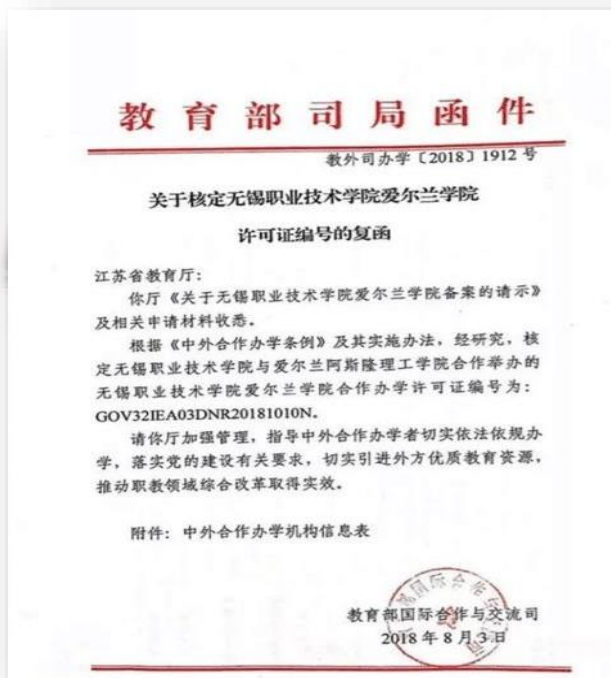 教育部司局函件
教外司办学〔2018〕1912 号
关于核定无锡职业技术学院爱尔兰学院
许可证编号的复函
江苏省教育厅：
你厅《关于无锡职业技术学院爱尔兰学院备案的请示》
及相关申请材料收悉。
根据《中外合作办学条例》及其实施办法，经研究，核
定无锡职业技术学院与爱尔兰阿斯隆理工学院合作举办的
无锡职业技术学院爱尔兰学院合作办学许可证编号为：
GOV32IEA03DNR20181010N。
请你厅加强管理，指导中外合作办学者切实依法依规办
学，落实党的建设有关要求，切实引进外方优质教育资源，
推动职教领域综合改革取得实效。
附件：中外合作办学机构信息表
教育部国际合作与交流司
2018 年 8 月 3 日